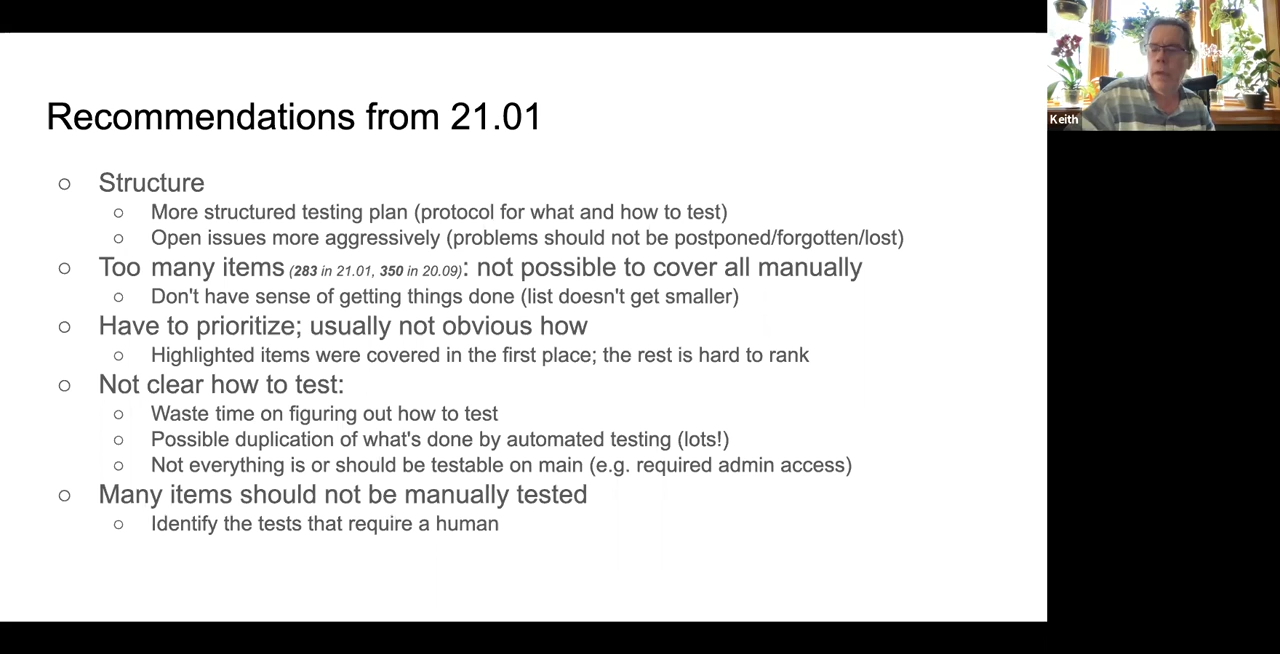 Recommendations from 21.01
○ Structure
○ More structured testing plan (protocol for what and how to test)
○ Open issues more aggressively (problems should not be postponed/forgotten/lost)
○ Too many items (283 in 21.01, 350 in 20.09): not possible to cover all manually
○ Don't have sense of getting things done (list doesn't get smaller)
○ Have to prioritize; usually not obvious how
○ Highlighted items were covered in the first place; the rest is hard to rank
○ Not clear how to test:
○ Waste time on figuring out how to test
○ Possible duplication of what's done by automated testing (lots!)
○ Not everything is or should be testable on main (e.g. required admin access)
○ Many items should not be manually tested
○ Identify the tests that require a human
Keith